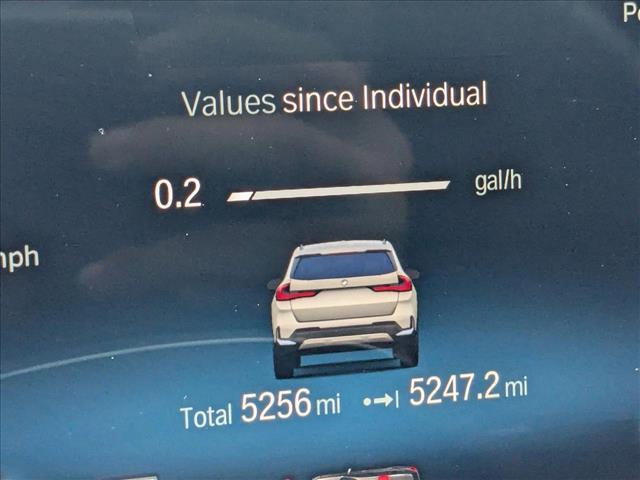 Values since Individual
0.2 gal/h
mph
Total 5256 mi 5247.2 mi